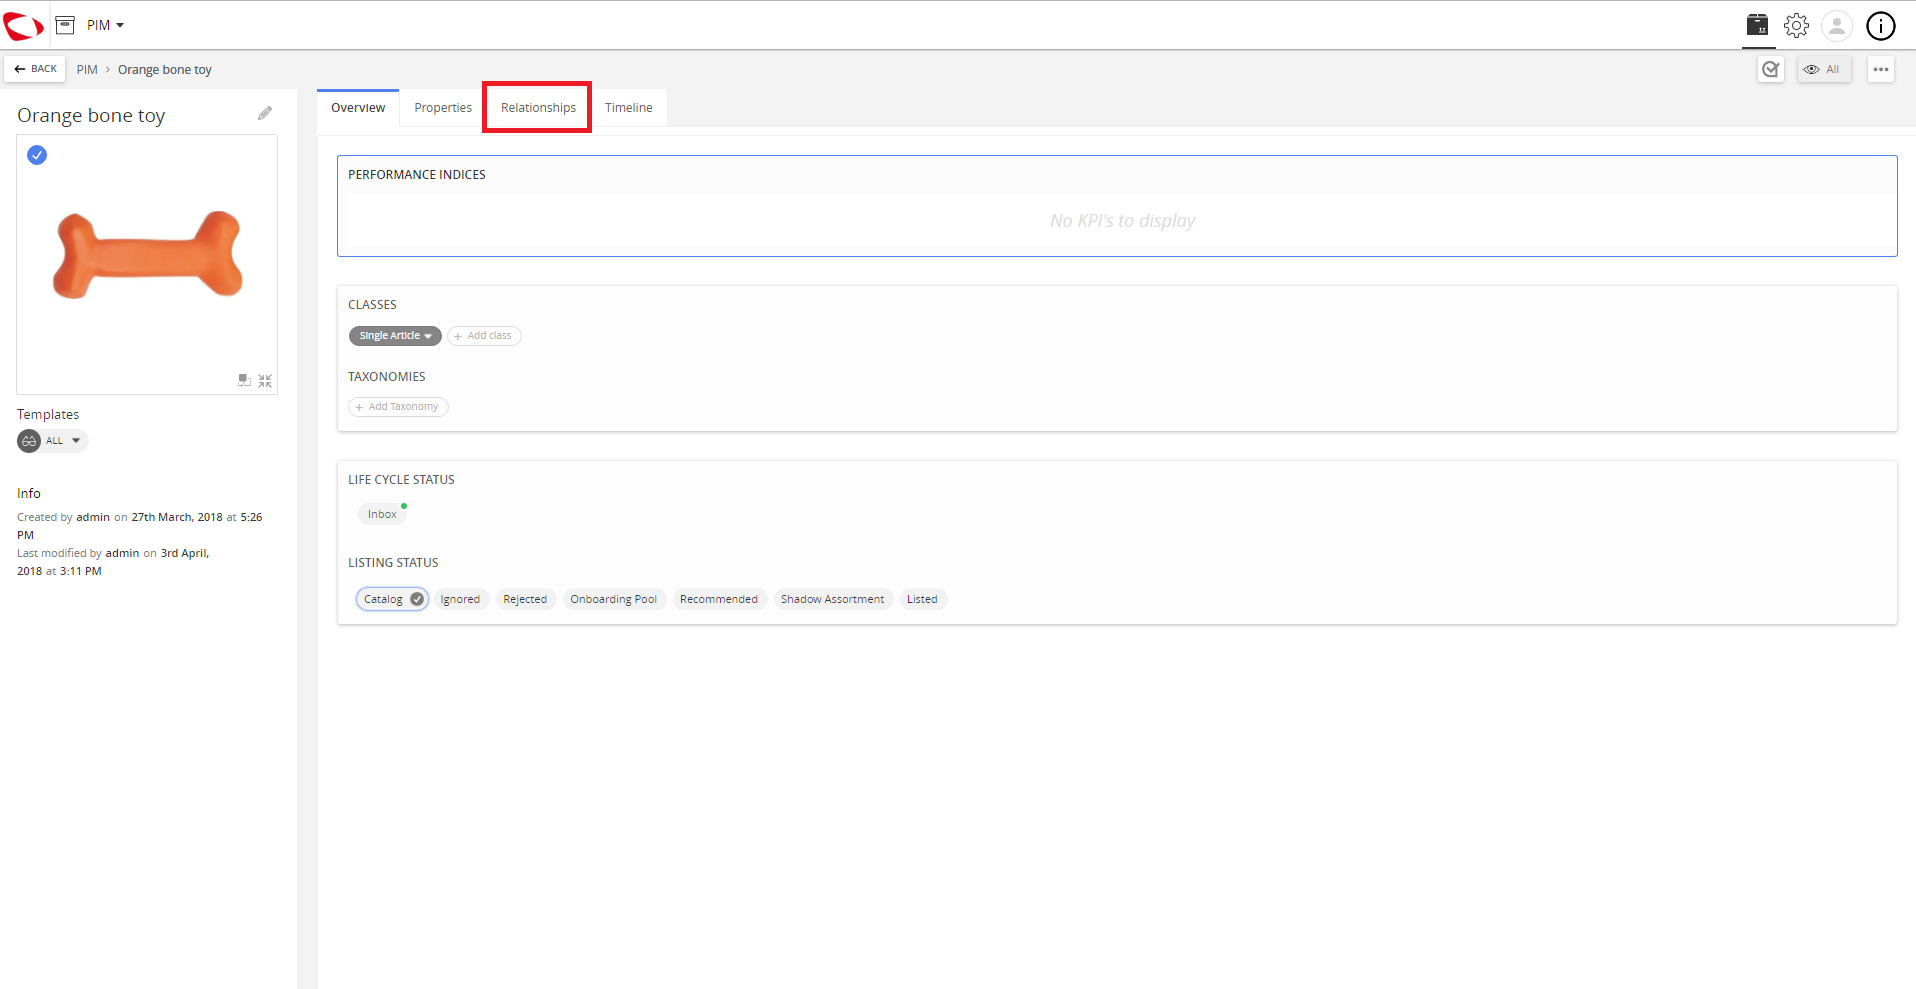 PIM
BACK PIM > Orange bone toy All
Orange bone toy
Overview Properties Relationships Timeline
PERFORMANCE INDICES
No KPI's to display
CLASSES
Single Article + Add class
TAXONOMIES
+ Add Taxonomy
Templates
ALL
LIFE CYCLE STATUS
Inbox
Info
Created by admin on 27th March, 2018 at 5:26
PM
Last modified by admin on 3rd April,
2018 at 3:11 PM
LISTING STATUS
Catalog Ignored Rejected Onboarding Pool Recommended Shadow Assortment Listed